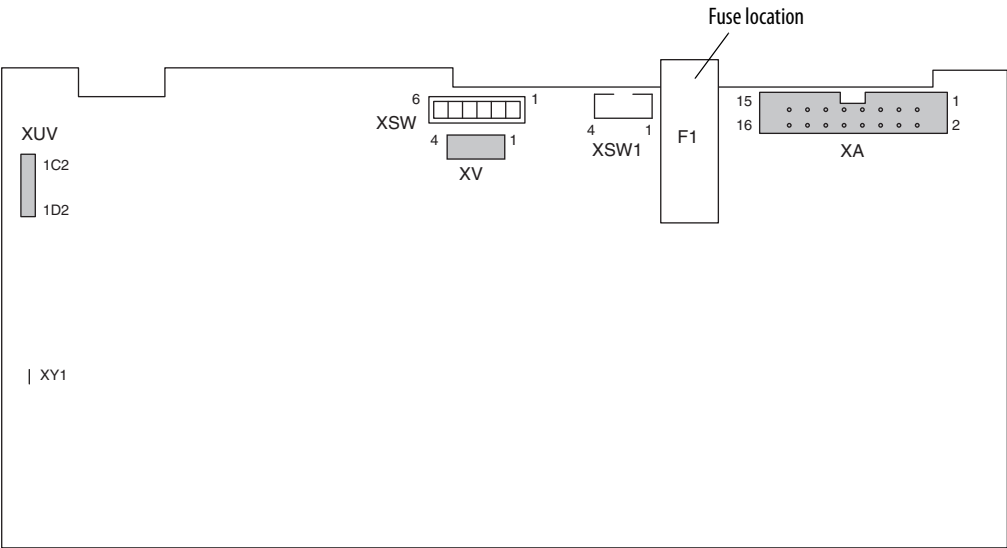 Fuse location
6 1
XSW
4 1
XV
4 1
XSW1
F1
15 1
16 2
XA
XUV
1C2
1D2
XY1